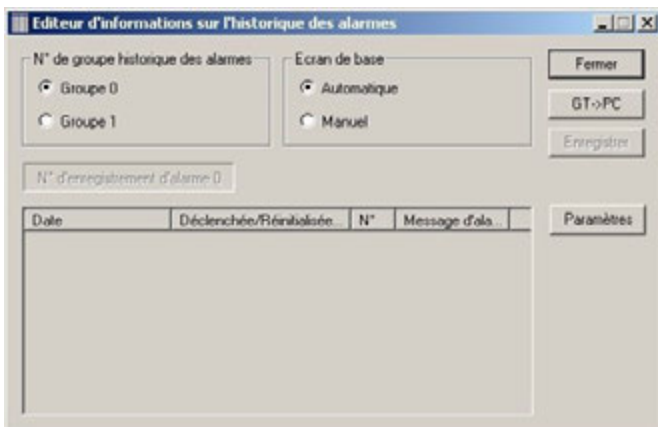 Editeur d'informations sur l'historique des alarmes
N° de groupe historique des alarmes
Groupe 0
Groupe 1
Ecran de base
Automatique
Manuel
Fermer
GT->PC
Enregistrer
N° d'enregistrement d'alarme 0
Date Déclenchée/Réinitialisée... N° Message d'ala...
Paramètres